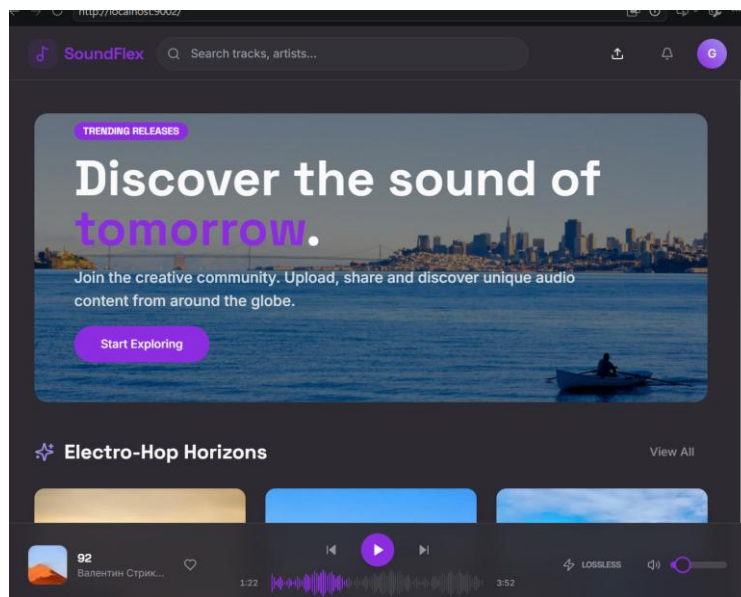 http://localhost:9002/
SoundFlex
Search tracks, artists...
G
TRENDING RELEASES
Discover the sound of
tomorrow.
Join the creative community. Upload, share and discover unique audio
content from around the globe.
Start Exploring
Electro-Hop Horizons
View All
92
Валентин Стрик...
1:22
3:52
LOSSLESS